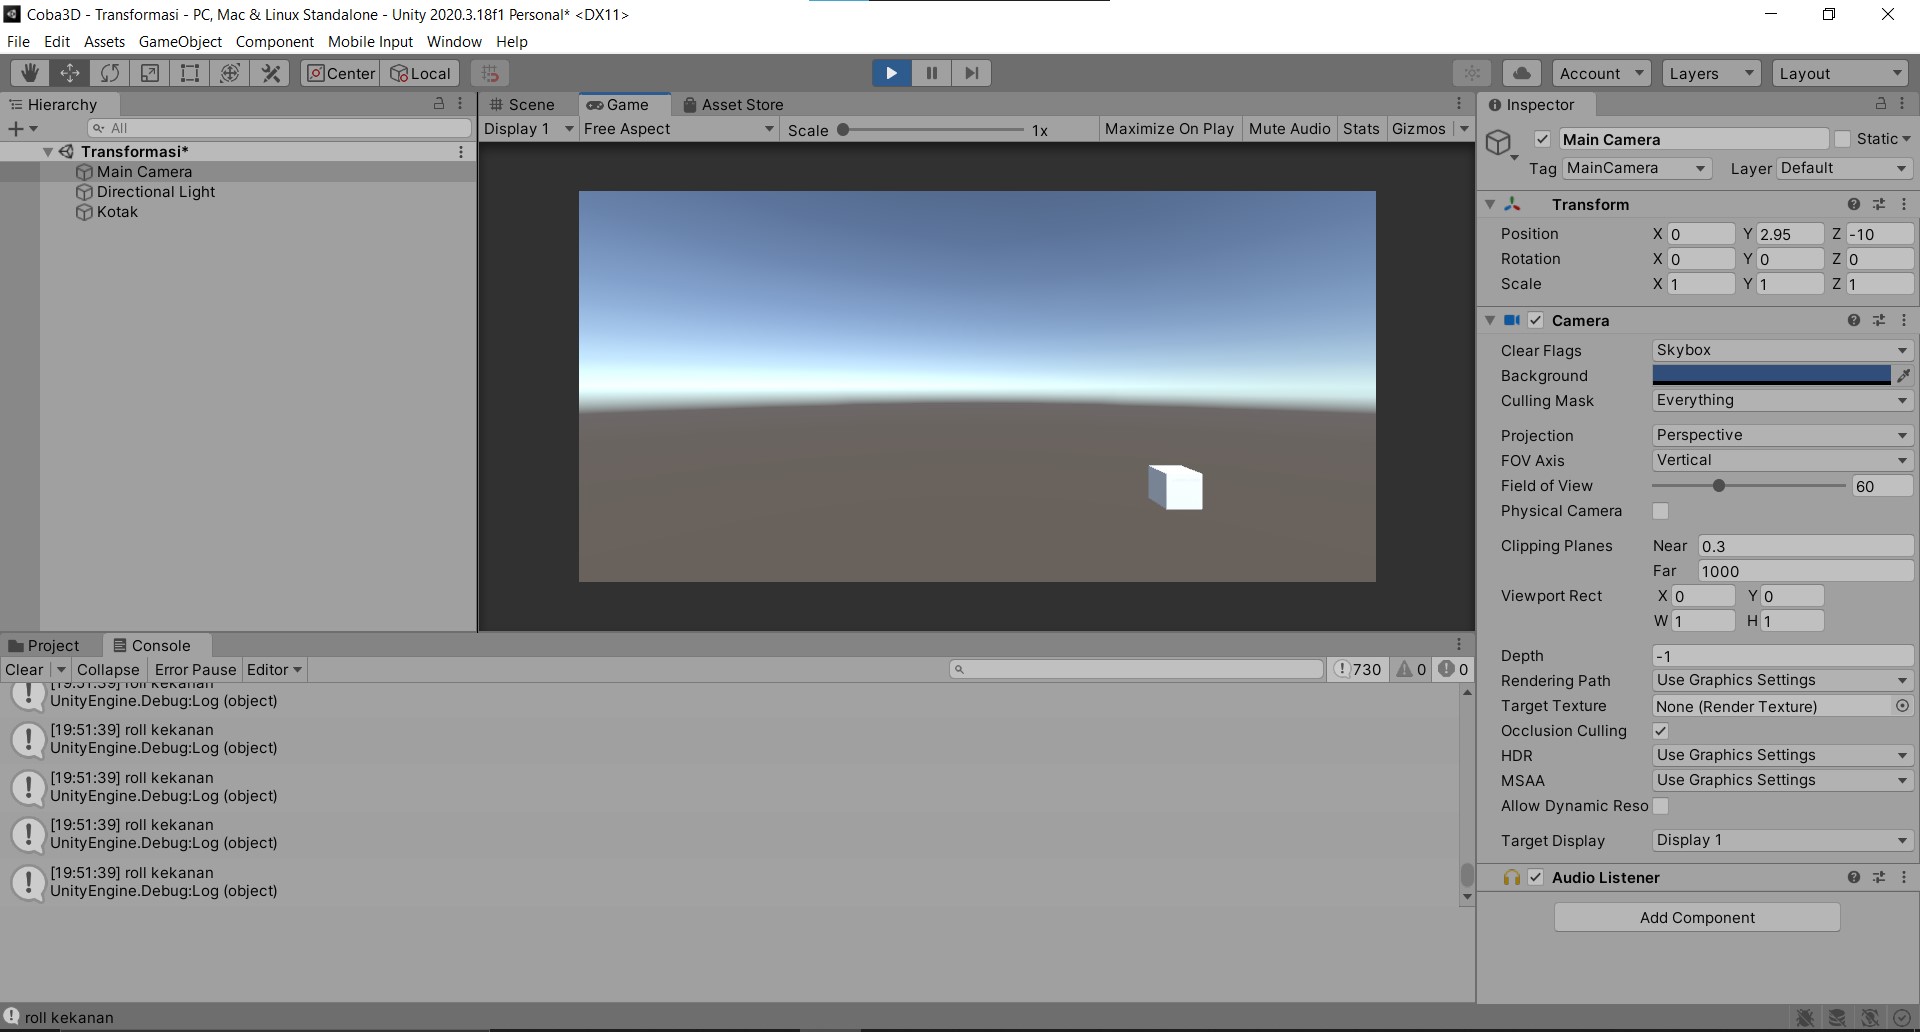 Coba3D - Transformasi - PC, Mac & Linux Standalone - Unity 2020.3.18f1 Personal* <DX11>
File Edit Assets GameObject Component Mobile Input Window Help
Center Local Account Layers Layout
Hierarchy
All
Transformasi*
Main Camera
Directional Light
Kotak
Scene Game Asset Store
Display 1 Free Aspect Scale 1x Maximize On Play Mute Audio Stats Gizmos
Inspector
Main Camera Static
Tag MainCamera Layer Default
Transform
Position X 0 Y 2.95 Z -10
Rotation X 0 Y 0 Z 0
Scale X 1 Y 1 Z 1
Camera
Clear Flags Skybox
Background
Culling Mask Everything
Projection Perspective
FOV Axis Vertical
Field of View 60
Physical Camera
Clipping Planes Near 0.3
Far 1000
Viewport Rect X 0 Y 0
W 1 H 1
Depth -1
Rendering Path Use Graphics Settings
Target Texture None (Render Texture)
Occlusion Culling
HDR Use Graphics Settings
MSAA Use Graphics Settings
Allow Dynamic Reso
Target Display Display 1
Audio Listener
Add Component
Project Console
Clear Collapse Error Pause Editor 730 0 0
[19:51:39] roll kekanan
UnityEngine.Debug:Log (object)
[19:51:39] roll kekanan
UnityEngine.Debug:Log (object)
[19:51:39] roll kekanan
UnityEngine.Debug:Log (object)
[19:51:39] roll kekanan
UnityEngine.Debug:Log (object)
[19:51:39] roll kekanan
UnityEngine.Debug:Log (object)
roll kekanan